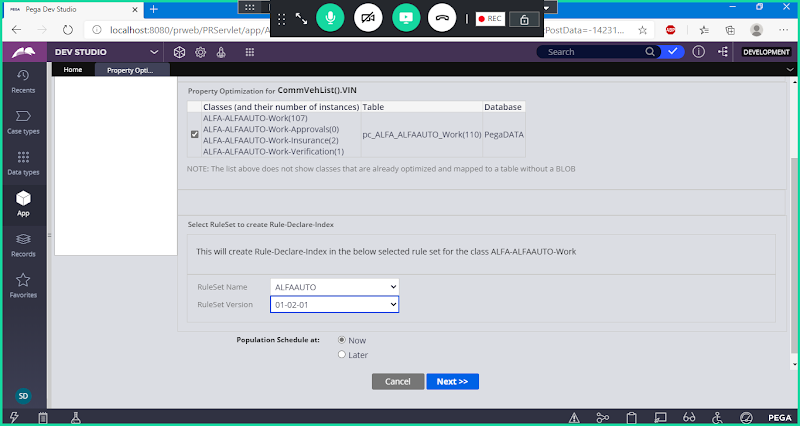 PEGA Pega Dev Studio
localhost:8080/prweb/PRServlet/app/A
PostData=-14231...
REC
DEV STUDIO
Search
DEVELOPMENT
Home
Property Opti...
Recents
Case types
Data types
App
Records
Favorites
SD
Property Optimization for CommVehList().VIN
Classes (and their number of instances) Table Database
ALFA-ALFAAUTO-Work(107)
ALFA-ALFAAUTO-Work-Approvals(0)
ALFA-ALFAAUTO-Work-Insurance(2)
ALFA-ALFAAUTO-Work-Verification(1)
pc_ALFA_ALFAAUTO_Work(110) PegaDATA
NOTE: The list above does not show classes that are already optimized and mapped to a table without a BLOB
Select RuleSet to create Rule-Declare-Index
This will create Rule-Declare-Index in the below selected rule set for the class ALFA-ALFAAUTO-Work
RuleSet Name ALFAAUTO
RuleSet Version 01-02-01
Population Schedule at: Now
Later
Cancel Next >>
PEGA